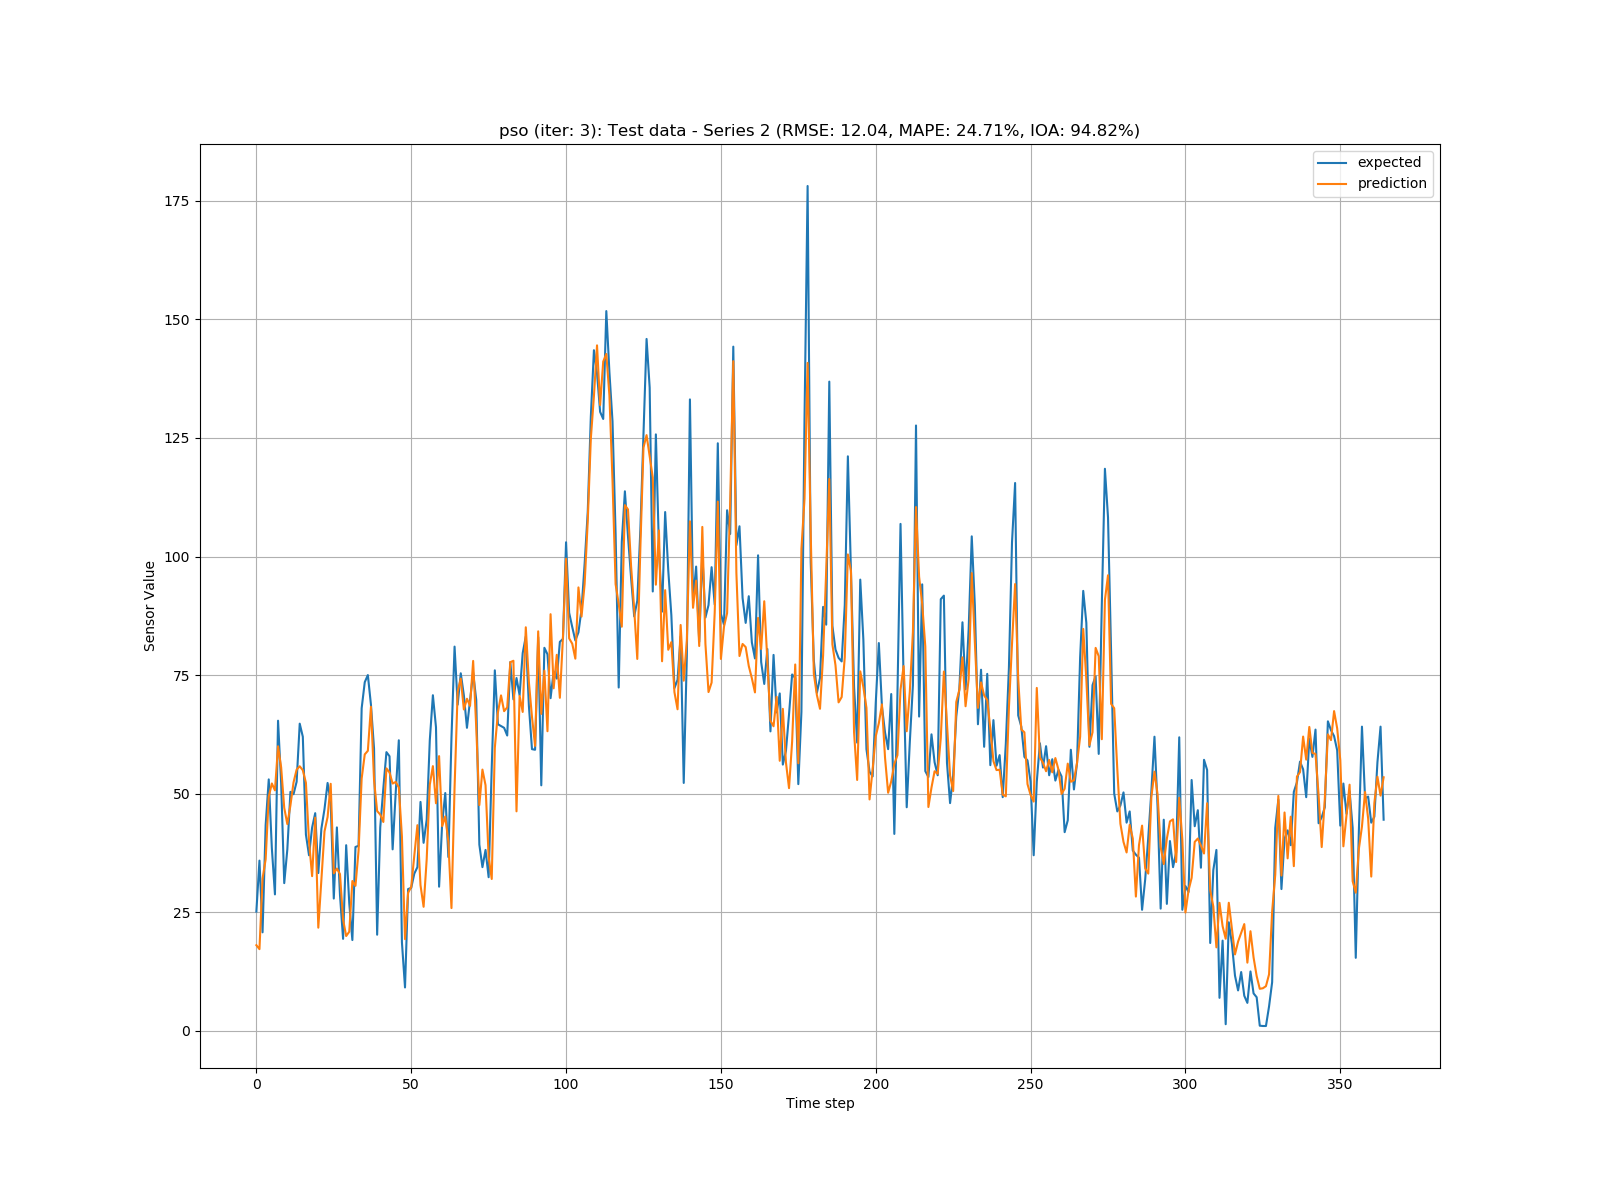 pso (iter: 3): Test data - Series 2 (RMSE: 12.04, MAPE: 24.71%, IOA: 94.82%)
expected
prediction
175
150
125
100
75
50
25
0
Sensor Value
0 50 100 150 200 250 300 350
Time step